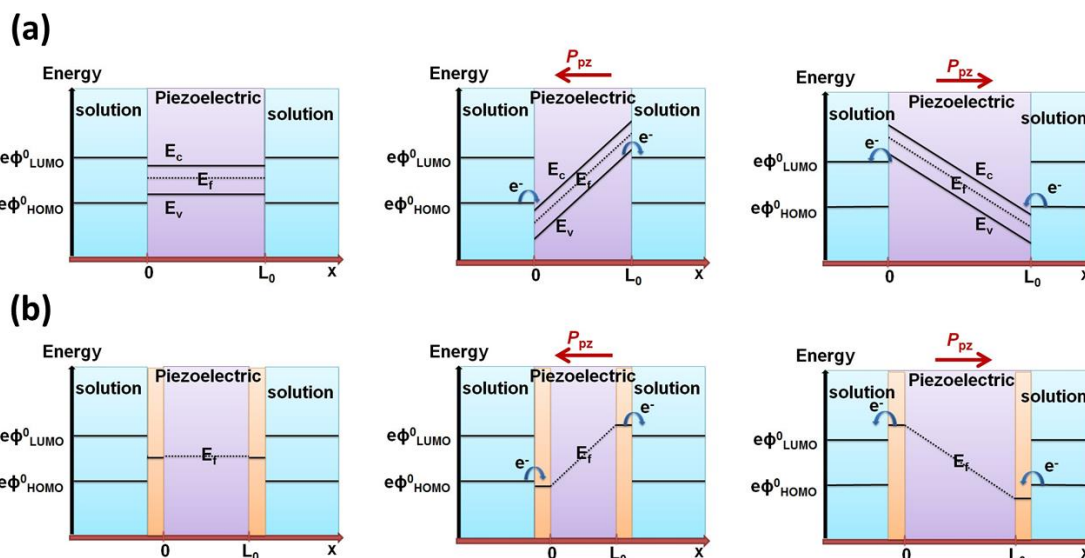 (a)
Energy
Piezoelectric
solution
solution
eϕ⁰LUMO
Ec
Ef
eϕ⁰HOMO
Ev
0
L₀
x
Ppz
Energy
Piezoelectric
solution
solution
eϕ⁰LUMO
e-
Ec
Ef
e-
eϕ⁰HOMO
Ev
0
L₀
x
Ppz
Energy
Piezoelectric
solution
solution
eϕ⁰LUMO
e-
Ec
Ef
e-
eϕ⁰HOMO
Ev
0
L₀
x
(b)
Energy
Piezoelectric
solution
solution
eϕ⁰LUMO
Ef
eϕ⁰HOMO
0
L₀
x
Ppz
Energy
Piezoelectric
solution
solution
e-
eϕ⁰LUMO
Ef
e-
eϕ⁰HOMO
0
L₀
x
Ppz
Energy
Piezoelectric
solution
solution
e-
eϕ⁰LUMO
Ef
e-
eϕ⁰HOMO
0
L₀
x